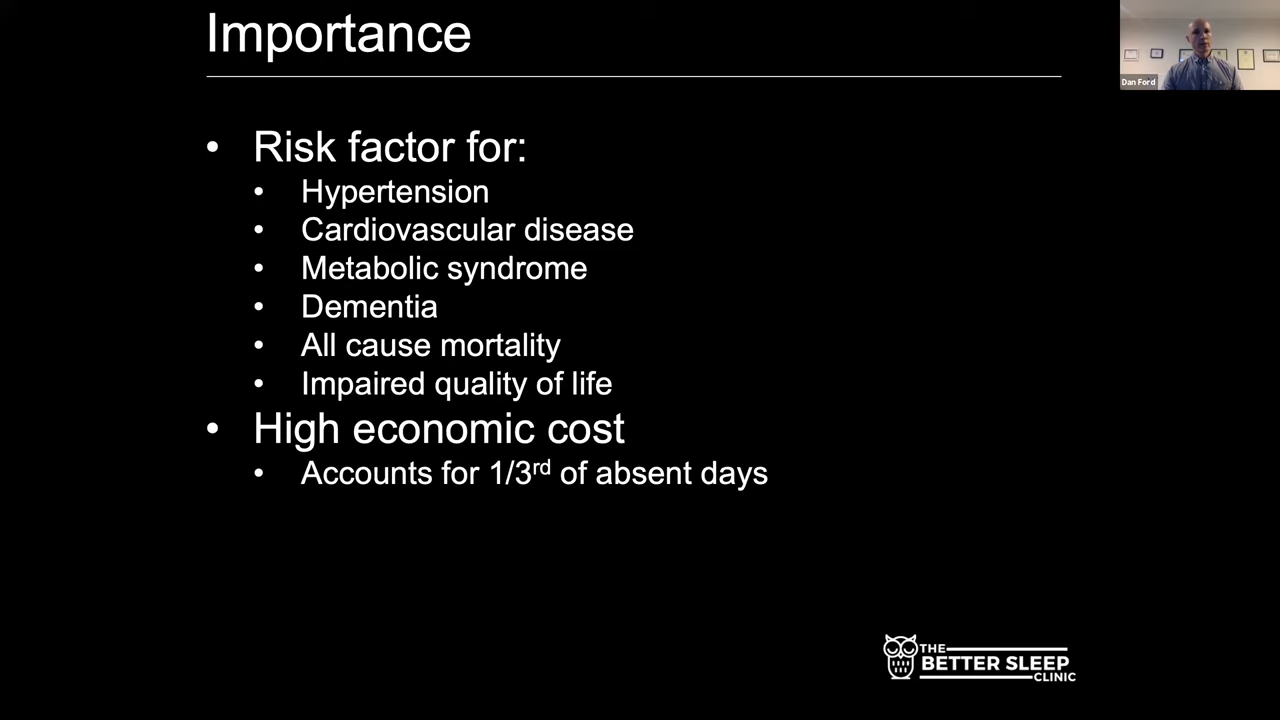 Importance
Dan Ford
• Risk factor for:
• Hypertension
• Cardiovascular disease
• Metabolic syndrome
• Dementia
• All cause mortality
• Impaired quality of life
• High economic cost
• Accounts for 1/3rd of absent days
THE
BETTER SLEEP
CLINIC